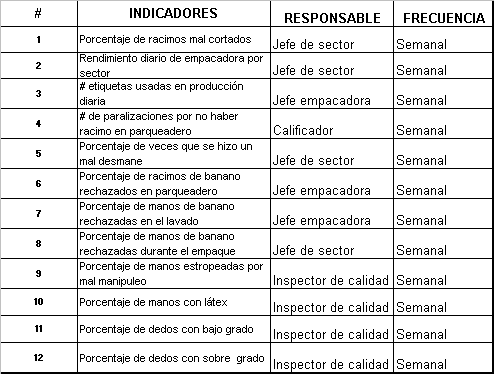 # INDICADORES RESPONSABLE FRECUENCIA
1 Porcentaje de racimos mal cortados Jefe de sector Semanal
2 Rendimiento diario de empacadora por
sector Jefe de sector Semanal
3 # etiquetas usadas en producción
diaria Jefe empacadora Semanal
4 # de paralizaciones por no haber
racimo en parqueadero Calificador Semanal
5 Porcentaje de veces que se hizo un
mal desmane Jefe de sector Semanal
6 Porcentaje de racimos de banano
rechazados en parqueadero Jefe empacadora Semanal
7 Porcentaje de manos de banano
rechazadas en el lavado Jefe empacadora Semanal
8 Porcentaje de manos de banano
rechazadas durante el empaque Jefe de sector Semanal
9 Porcentaje de manos estropeadas por
mal manipuleo Inspector de calidad Semanal
10 Porcentaje de manos con látex Inspector de calidad Semanal
11 Porcentaje de dedos con bajo grado Inspector de calidad Semanal
12 Porcentaje de dedos con sobre grado Inspector de calidad Semanal